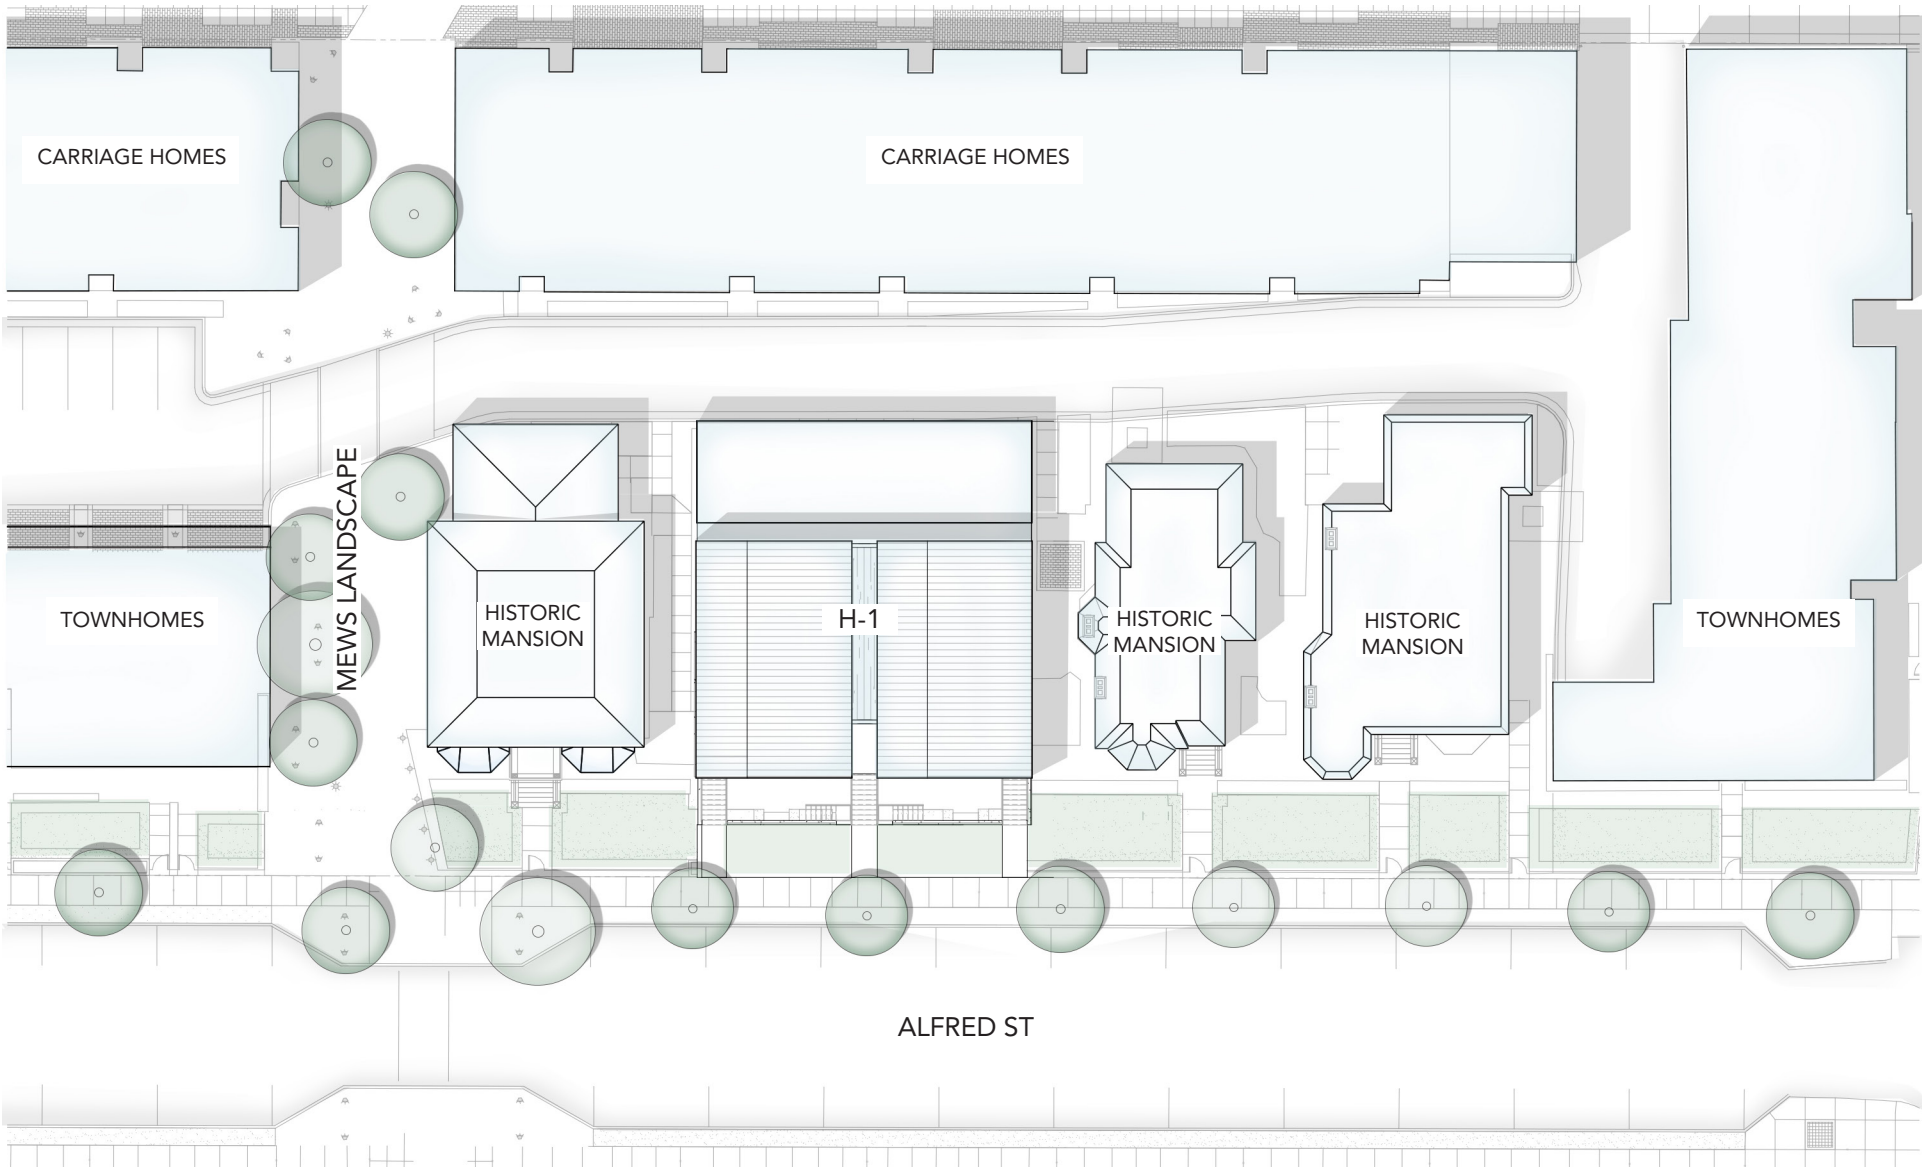 CARRIAGE HOMES
CARRIAGE HOMES
MEWS LANDSCAPE
TOWNHOMES
HISTORIC
MANSION
H-1
HISTORIC
MANSION
HISTORIC
MANSION
TOWNHOMES
ALFRED ST